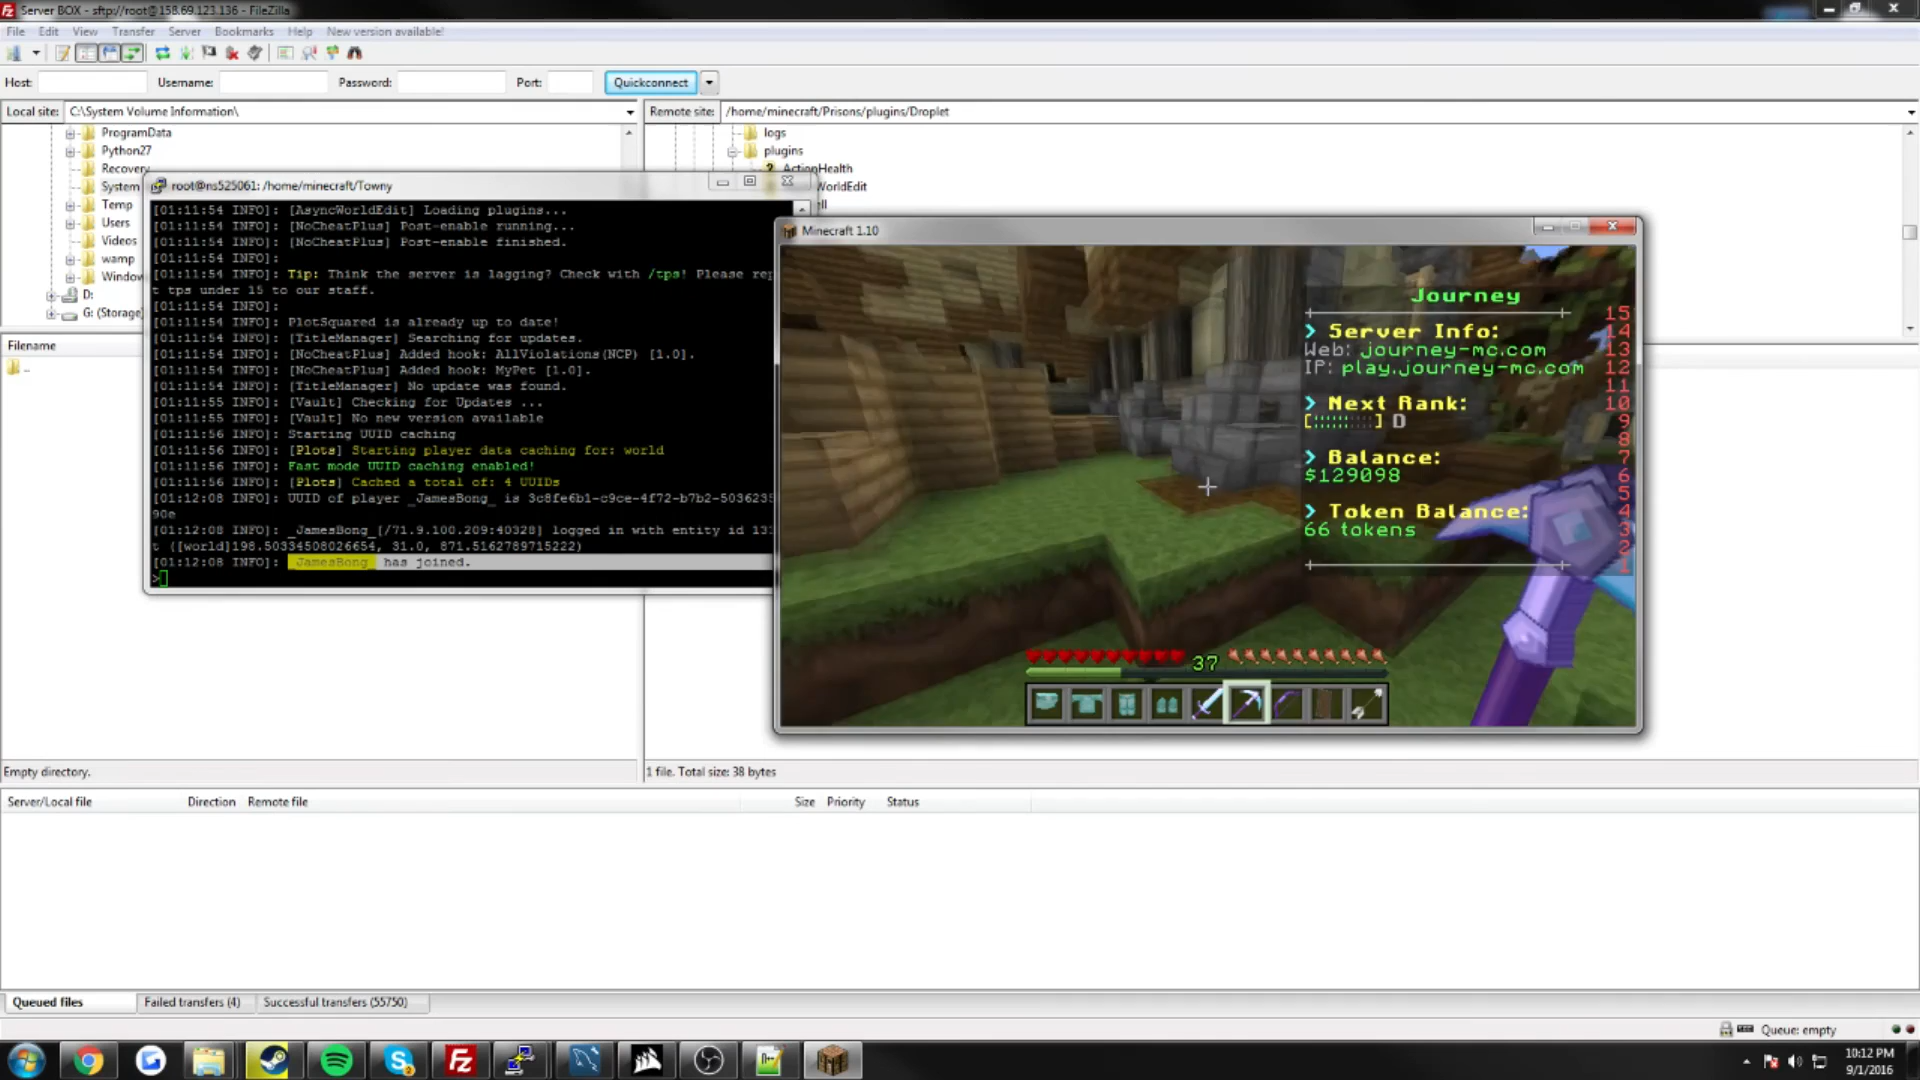 Server BOX - sftp://root@158.69.123.136 - FileZilla
File Edit View Transfer Server Bookmarks Help New version available!
Host: Username: Password: Port: Quickconnect
Local site: C:\System Volume Information\
Remote site: /home/minecraft/Prisons/plugins/Droplet
ProgramData
Python27
Recovery
System
Temp
Users
Videos
wamp
Window
D:
G: (Storage)
logs
plugins
ActionHealth
WorldEdit
ll
Filename
..
root@ns525061: /home/minecraft/Towny
[01:11:54 INFO]: [AsyncWorldEdit] Loading plugins...
[01:11:54 INFO]: [NoCheatPlus] Post-enable running...
[01:11:54 INFO]: [NoCheatPlus] Post-enable finished.
[01:11:54 INFO]:
[01:11:54 INFO]: Tip: Think the server is lagging? Check with /tps! Please rep
t tps under 15 to our staff.
[01:11:54 INFO]:
[01:11:54 INFO]: PlotSquared is already up to date!
[01:11:54 INFO]: [TitleManager] Searching for updates.
[01:11:54 INFO]: [NoCheatPlus] Added hook: AllViolations(NCP) [1.0].
[01:11:54 INFO]: [NoCheatPlus] Added hook: MyPet [1.0].
[01:11:54 INFO]: [TitleManager] No update was found.
[01:11:55 INFO]: [Vault] Checking for Updates ...
[01:11:55 INFO]: [Vault] No new version available
[01:11:56 INFO]: Starting UUID caching
[01:11:56 INFO]: [Plots] Starting player data caching for: world
[01:11:56 INFO]: Fast mode UUID caching enabled!
[01:11:56 INFO]: [Plots] Cached a total of: 4 UUIDs
[01:12:08 INFO]: UUID of player _JamesBong_ is 3c8fe6b1-c9ce-4f72-b7b2-5036235
90e
[01:12:08 INFO]: _JamesBong_[/71.9.100.209:40328] logged in with entity id 131
t ([world]198.50334508026654, 31.0, 871.5162789715222)
[01:12:08 INFO]: _JamesBong_ has joined.
>
Minecraft 1.10
Journey
15
> Server Info: 14
Web: journey-mc.com 13
IP: play.journey-mc.com 12
11
> Next Rank: 10
[::::::::::] D 9
8
> Balance: 7
$129098 6
5
> Token Balance: 4
66 tokens 3
2
1
37
Empty directory.
1 file. Total size: 38 bytes
Server/Local file Direction Remote file Size Priority Status
Queued files Failed transfers (4) Successful transfers (55750)
Queue: empty
10:12 PM
9/1/2016